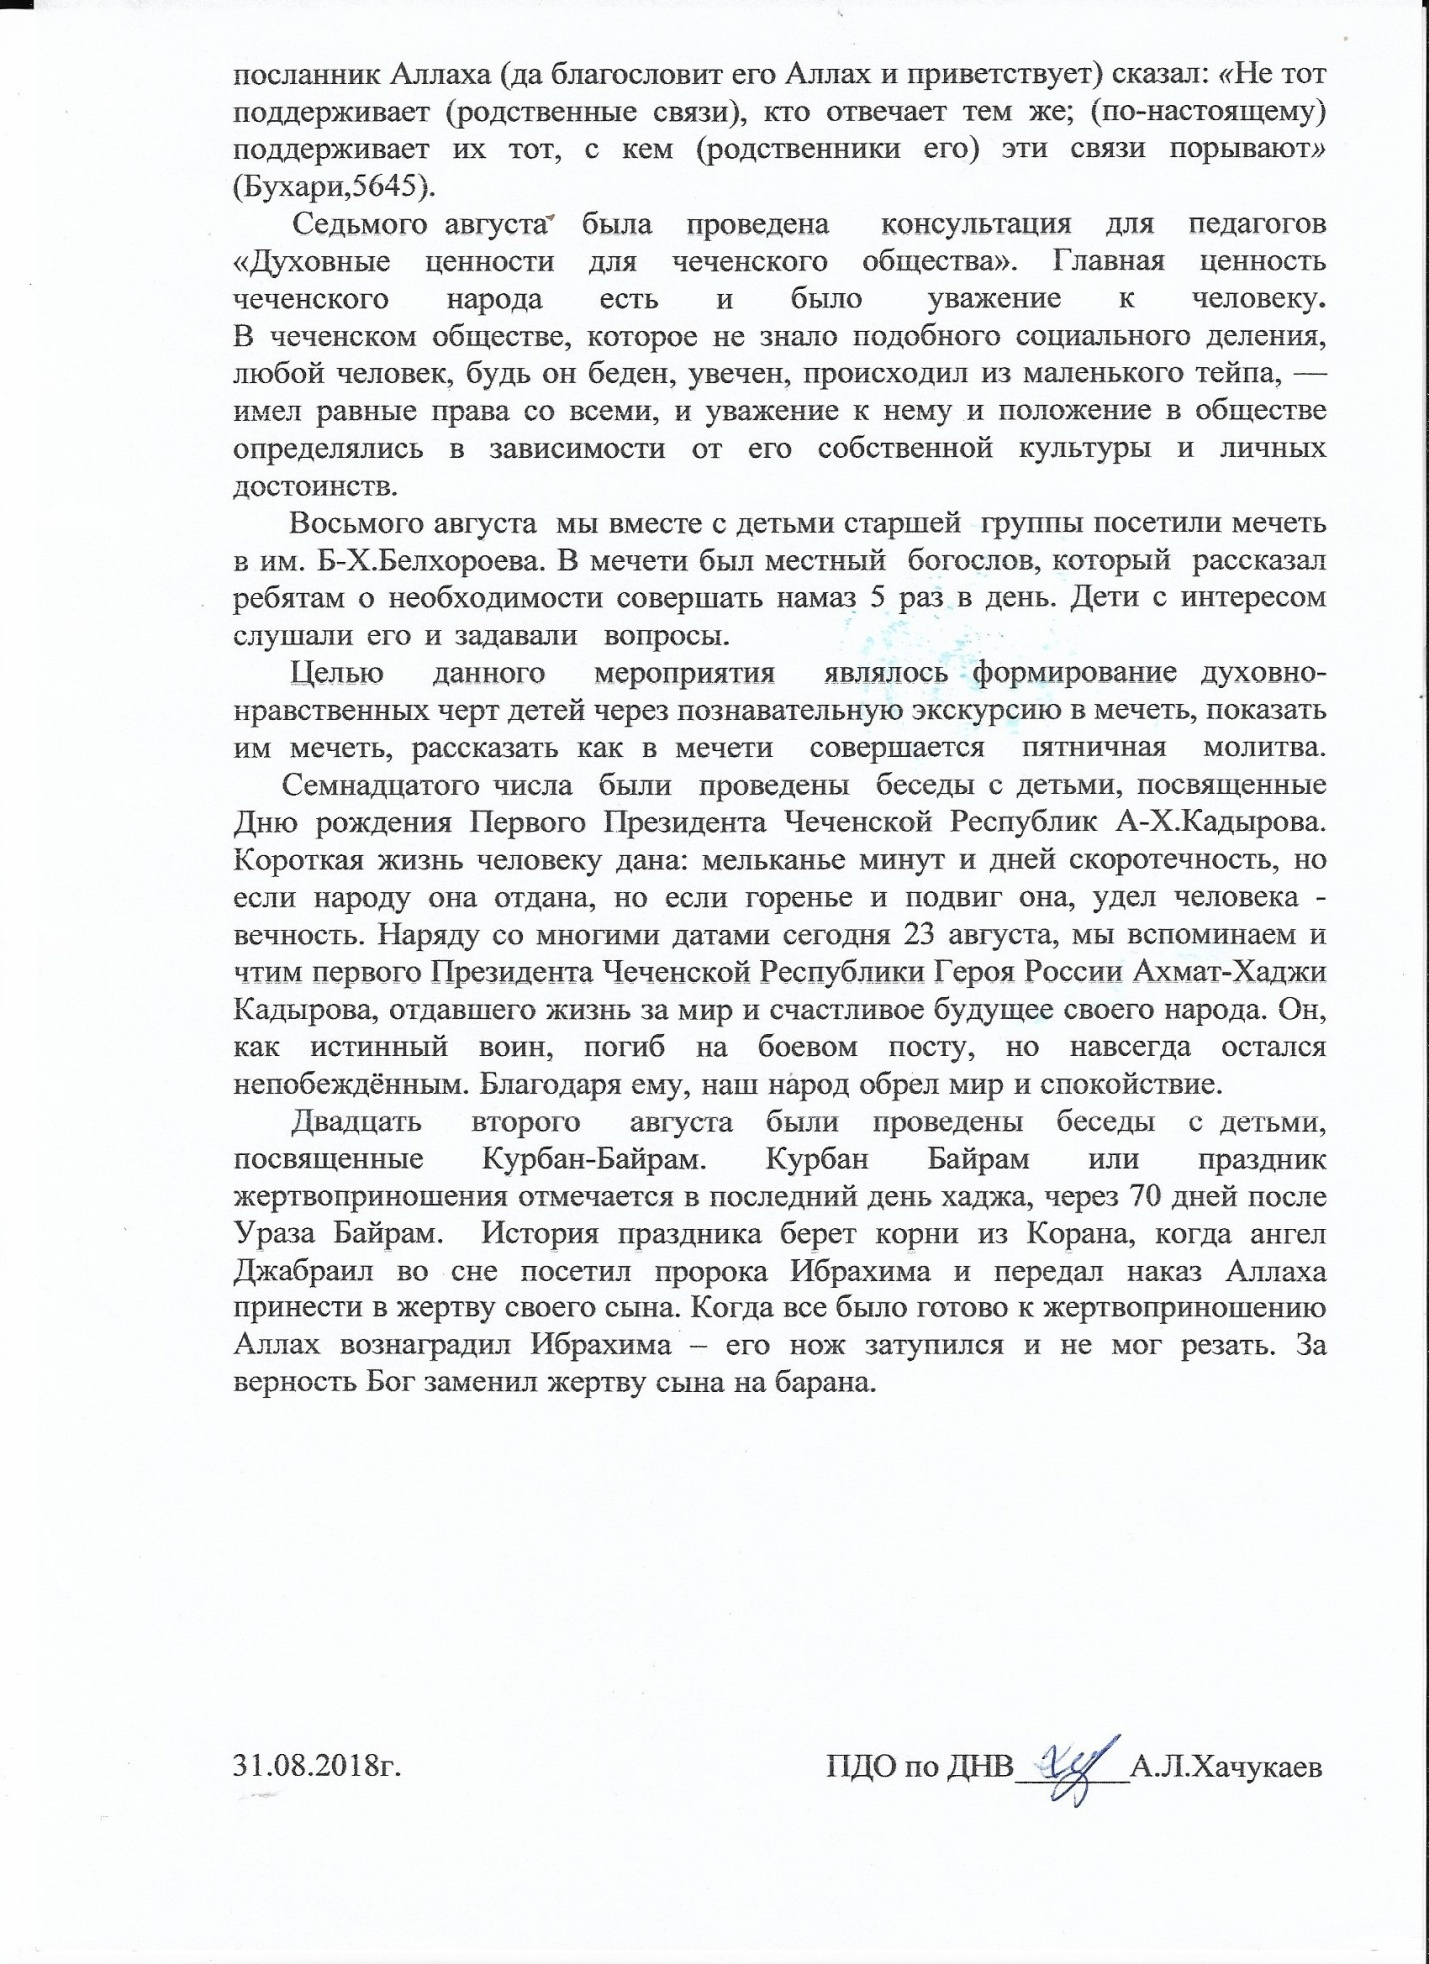 посланник Аллаха (да благословит его Аллах и приветствует) сказал: «Не тот
поддерживает (родственные связи), кто отвечает тем же; (по-настоящему)
поддерживает их тот, с кем (родственники его) эти связи порывают»
(Бухари,5645).
Седьмого августа была проведена консультация для педагогов
«Духовные ценности для чеченского общества». Главная ценность
чеченского народа есть и было уважение к человеку.
В чеченском обществе, которое не знало подобного социального деления,
любой человек, будь он беден, увечен, происходил из маленького тейпа, —
имел равные права со всеми, и уважение к нему и положение в обществе
определялись в зависимости от его собственной культуры и личных
достоинств.
Восьмого августа мы вместе с детьми старшей группы посетили мечеть
в им. Б-Х.Белхороева. В мечети был местный богослов, который рассказал
ребятам о необходимости совершать намаз 5 раз в день. Дети с интересом
слушали его и задавали вопросы.
Целью данного мероприятия являлось формирование духовно-
нравственных черт детей через познавательную экскурсию в мечеть, показать
им мечеть, рассказать как в мечети совершается пятничная молитва.
Семнадцатого числа были проведены беседы с детьми, посвященные
Дню рождения Первого Президента Чеченской Республик А-Х.Кадырова.
Короткая жизнь человеку дана: мельканье минут и дней скоротечность, но
если народу она отдана, но если горенье и подвиг она, удел человека -
вечность. Наряду со многими датами сегодня 23 августа, мы вспоминаем и
чтим первого Президента Чеченской Республики Героя России Ахмат-Хаджи
Кадырова, отдавшего жизнь за мир и счастливое будущее своего народа. Он,
как истинный воин, погиб на боевом посту, но навсегда остался
непобеждённым. Благодаря ему, наш народ обрел мир и спокойствие.
Двадцать второго августа были проведены беседы с детьми,
посвященные Курбан-Байрам. Курбан Байрам или праздник
жертвоприношения отмечается в последний день хаджа, через 70 дней после
Ураза Байрам. История праздника берет корни из Корана, когда ангел
Джабраил во сне посетил пророка Ибрахима и передал наказ Аллаха
принести в жертву своего сына. Когда все было готово к жертвоприношению
Аллах вознаградил Ибрахима – его нож затупился и не мог резать. За
верность Бог заменил жертву сына на барана.
31.08.2018г. ПДО по ДНВ_______А.Л.Хачукаев